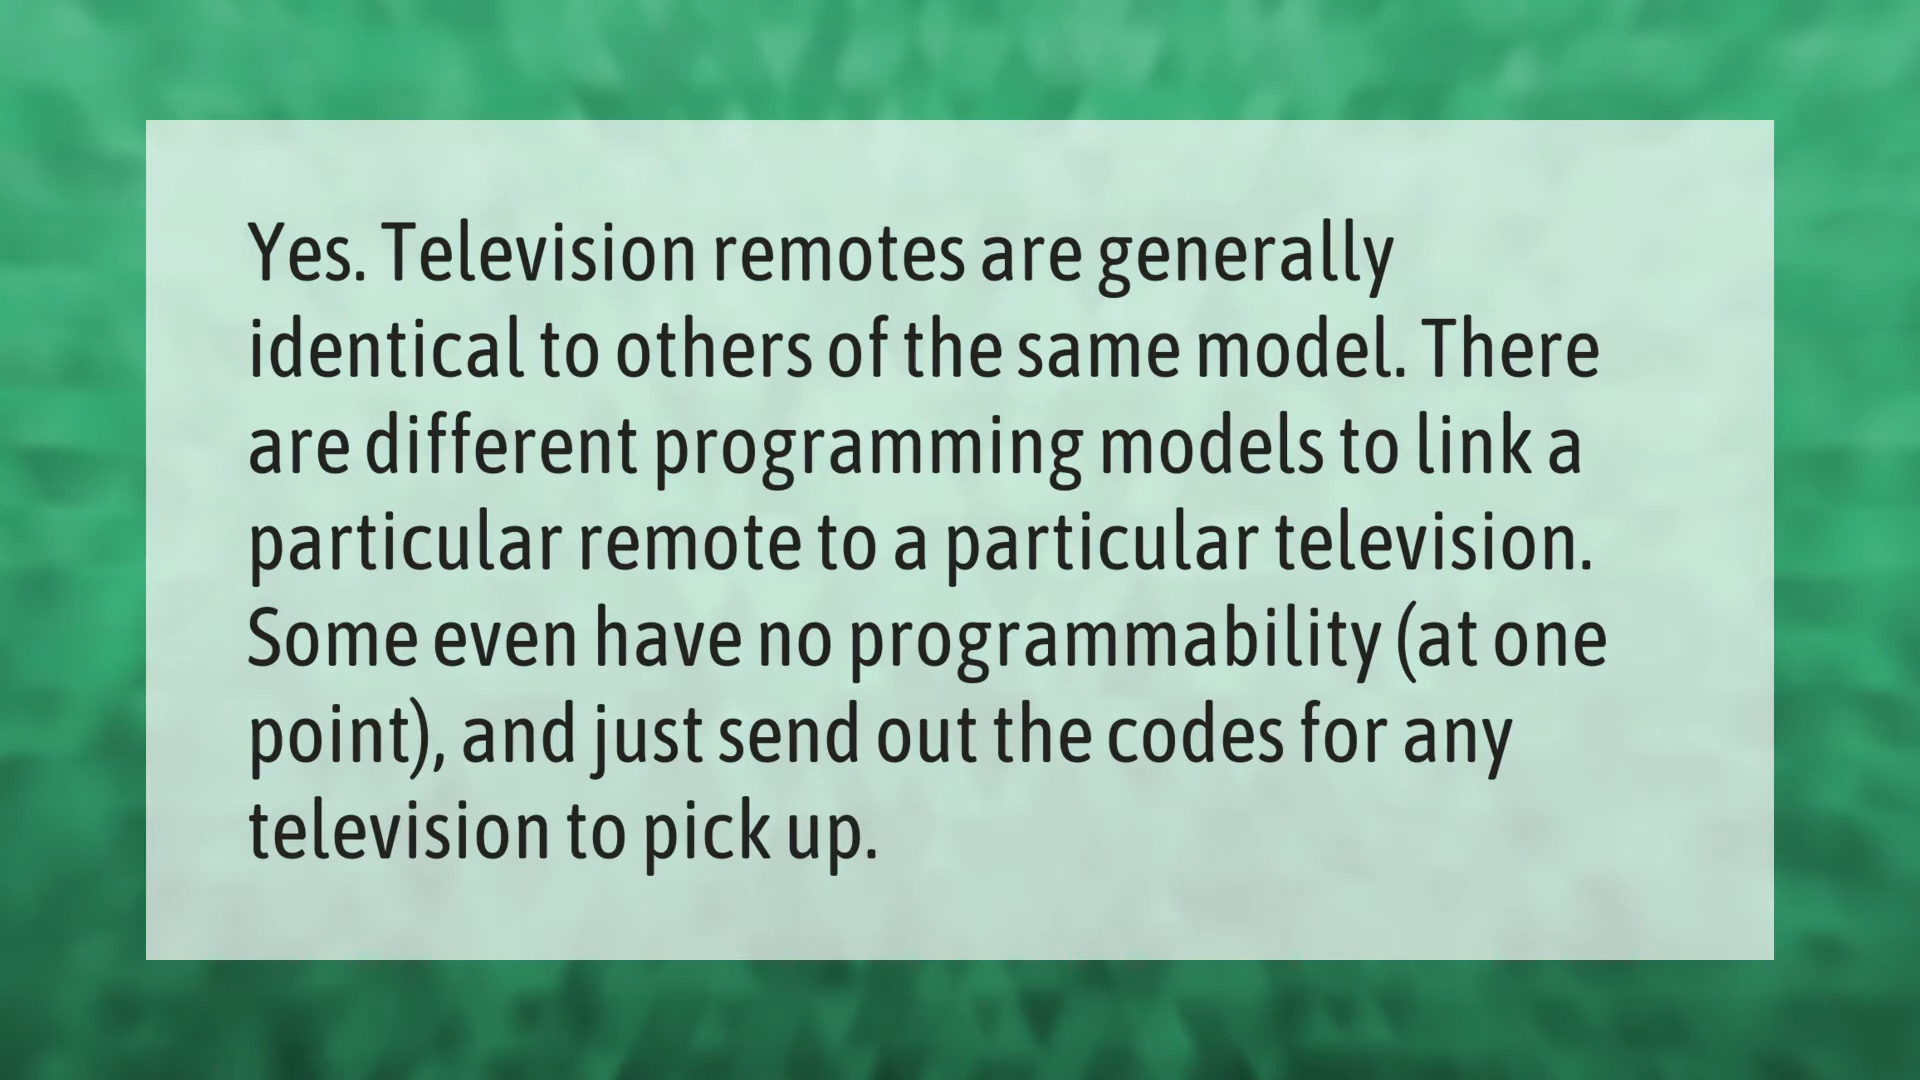 Yes. Television remotes are generally
identical to others of the same model. There
are different programming models to link a
particular remote to a particular television.
Some even have no programmability (at one
point), and just send out the codes for any
television to pick up.